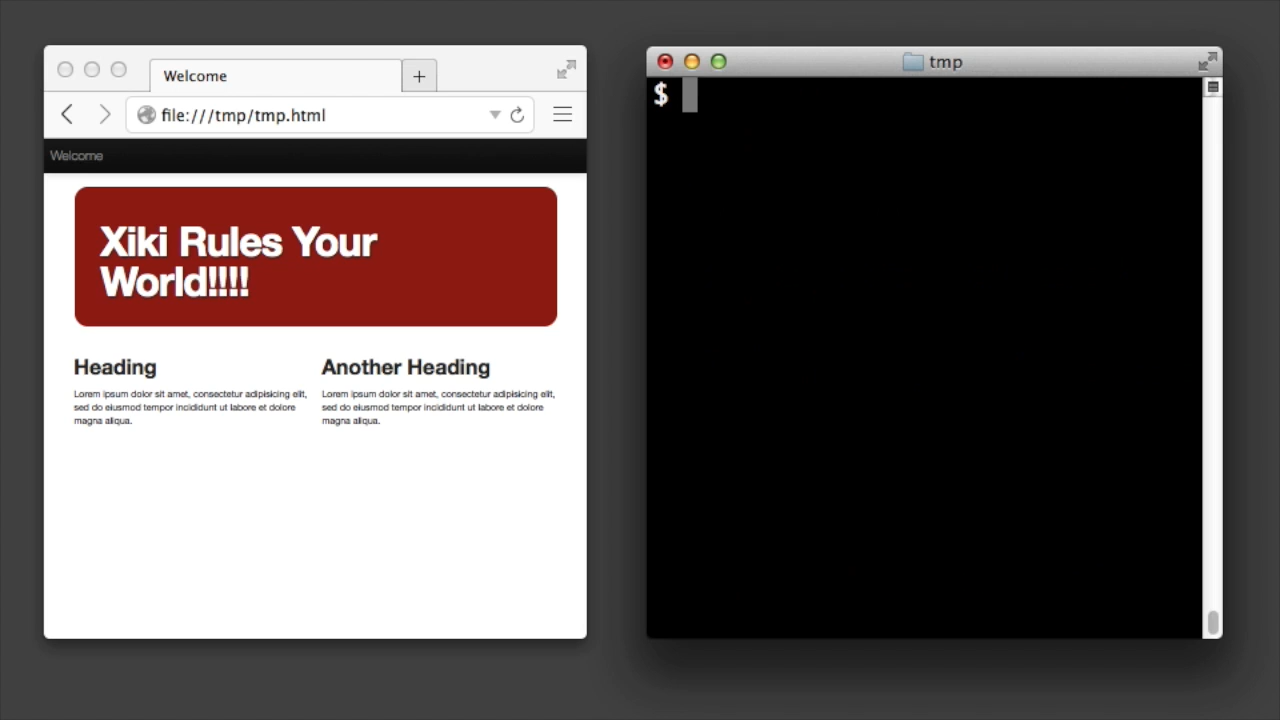 Welcome
file:///tmp/tmp.html
Welcome
Xiki Rules Your
World!!!!
Heading
Lorem ipsum dolor sit amet, consectetur adipisicing elit,
sed do eiusmod tempor incididunt ut labore et dolore
magna aliqua.
Another Heading
Lorem ipsum dolor sit amet, consectetur adipisicing elit,
sed do eiusmod tempor incididunt ut labore et dolore
magna aliqua.
tmp
$